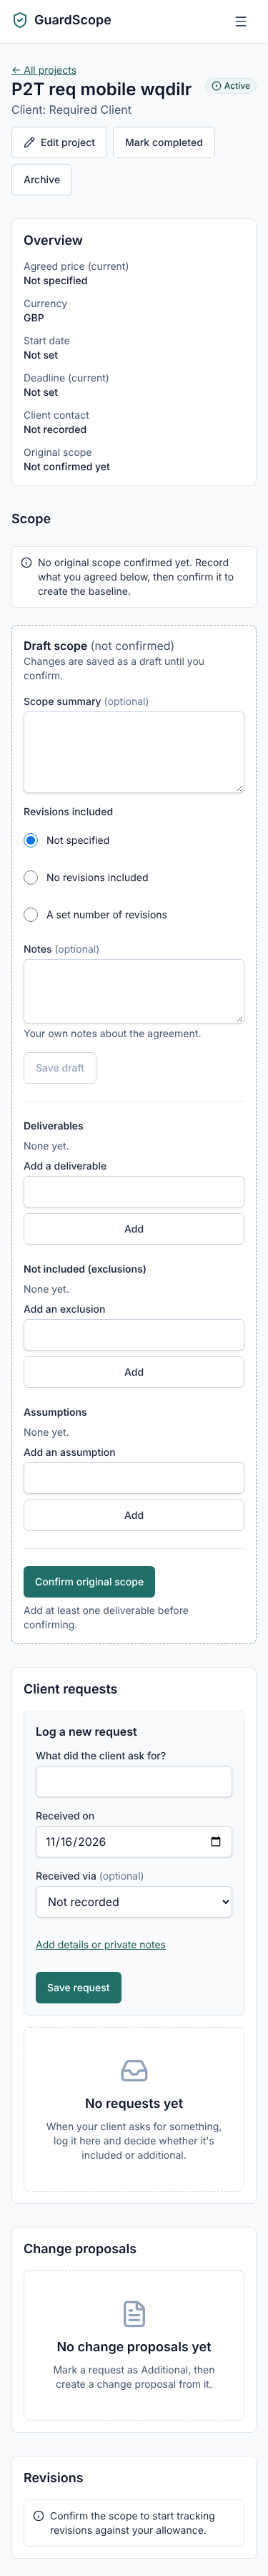 GuardScope
← All projects
P2T req mobile wqdilr
Active
Client: Required Client
Edit project
Mark completed
Archive
Overview
Agreed price (current)
Not specified
Currency
GBP
Start date
Not set
Deadline (current)
Not set
Client contact
Not recorded
Original scope
Not confirmed yet
Scope
No original scope confirmed yet. Record
what you agreed below, then confirm it to
create the baseline.
Draft scope (not confirmed)
Changes are saved as a draft until you
confirm.
Scope summary (optional)
Revisions included
Not specified
No revisions included
A set number of revisions
Notes (optional)
Your own notes about the agreement.
Save draft
Deliverables
None yet.
Add a deliverable
Add
Not included (exclusions)
None yet.
Add an exclusion
Add
Assumptions
None yet.
Add an assumption
Add
Confirm original scope
Add at least one deliverable before
confirming.
Client requests
Log a new request
What did the client ask for?
Received on
11/16/2026
Received via (optional)
Not recorded
Add details or private notes
Save request
No requests yet
When your client asks for something,
log it here and decide whether it's
included or additional.
Change proposals
No change proposals yet
Mark a request as Additional, then
create a change proposal from it.
Revisions
Confirm the scope to start tracking
revisions against your allowance.